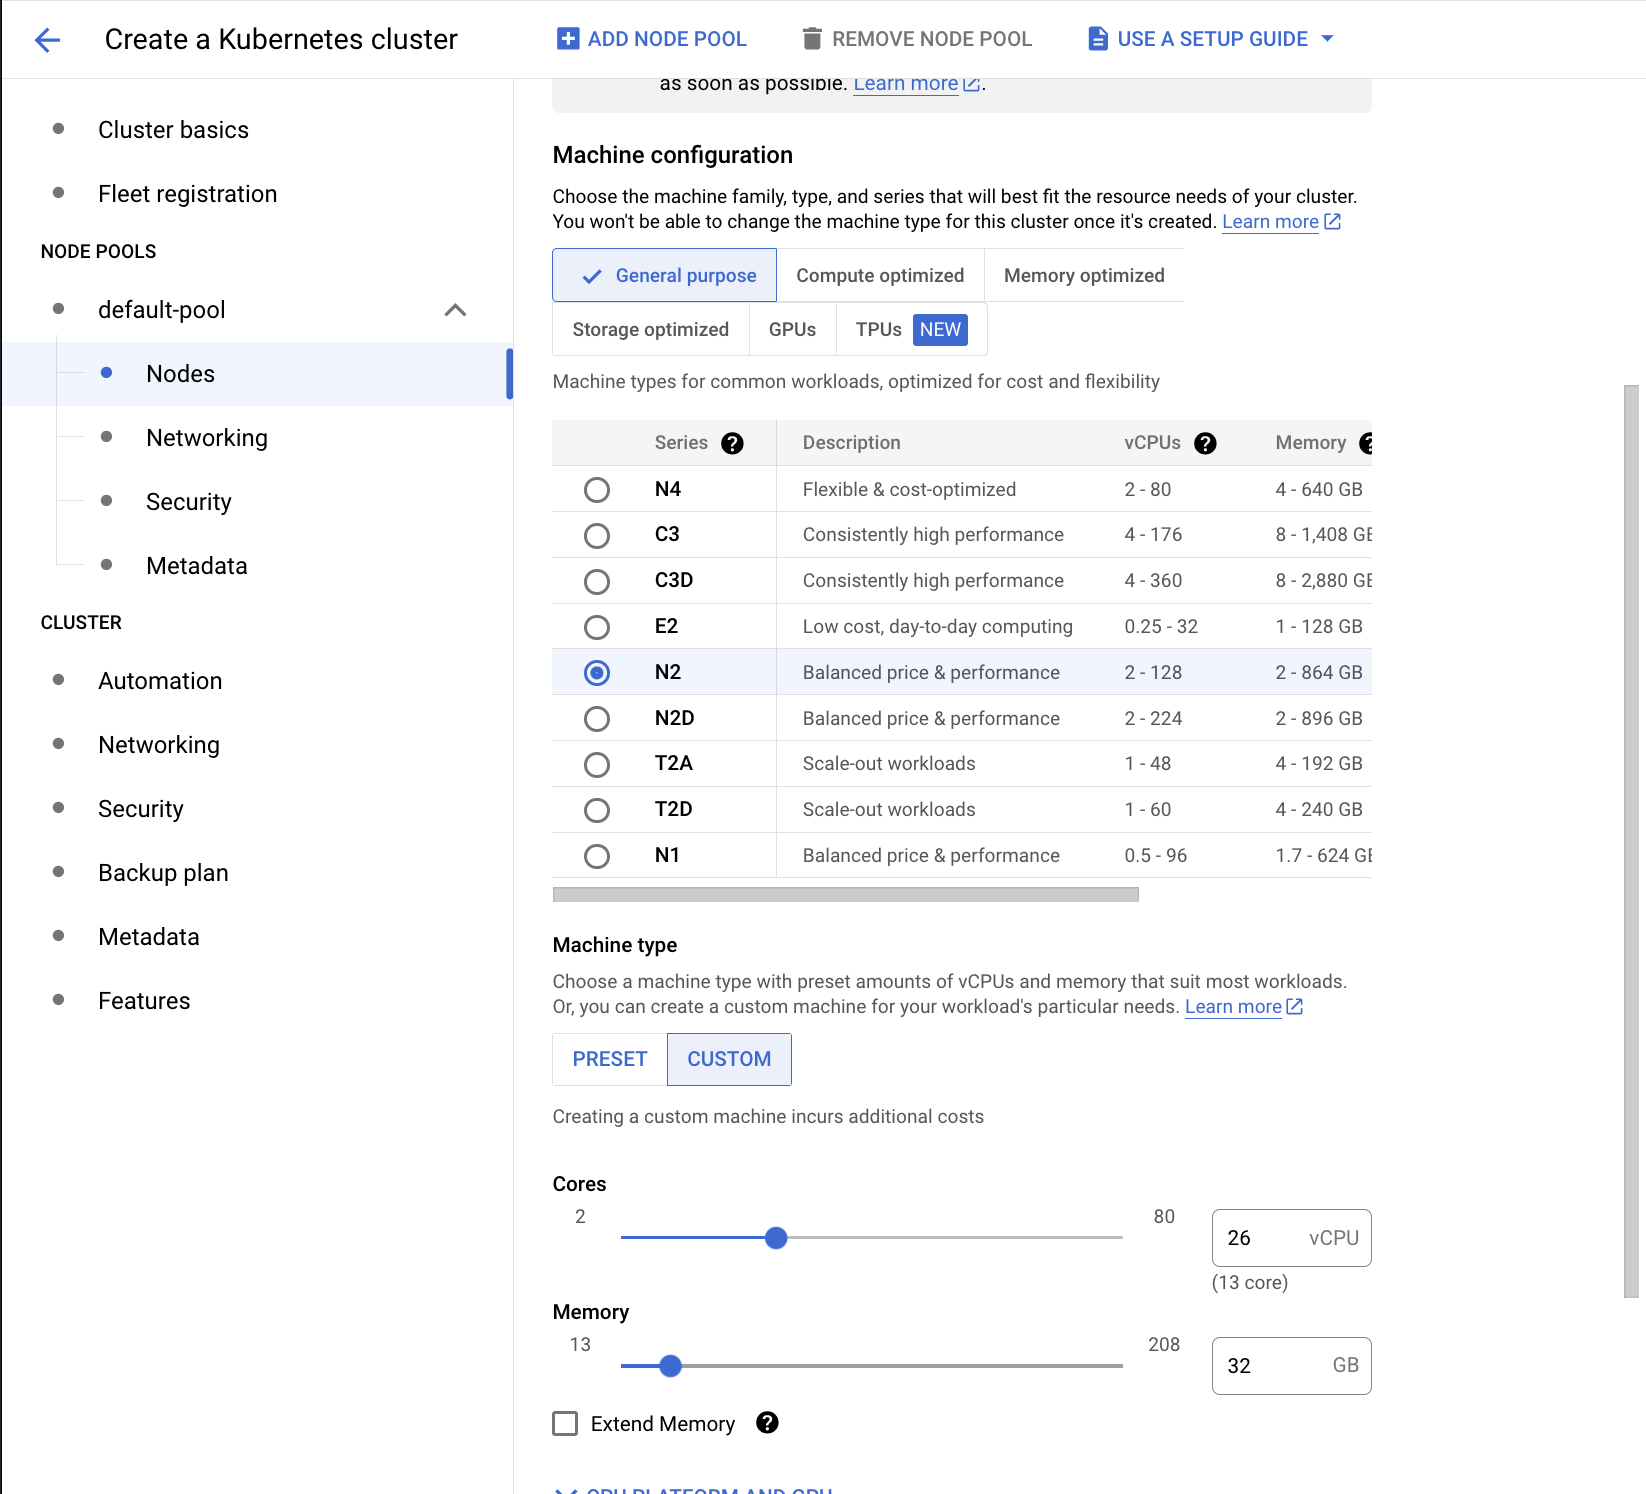 Create a Kubernetes cluster
ADD NODE POOL
REMOVE NODE POOL
USE A SETUP GUIDE
Cluster basics
Fleet registration
NODE POOLS
default-pool
Nodes
Networking
Security
Metadata
CLUSTER
Automation
Networking
Security
Backup plan
Metadata
Features
as soon as possible. Learn more.
Machine configuration
Choose the machine family, type, and series that will best fit the resource needs of your cluster.
You won't be able to change the machine type for this cluster once it's created. Learn more
General purpose Compute optimized Memory optimized
Storage optimized GPUs TPUs NEW
Machine types for common workloads, optimized for cost and flexibility
Series ? Description vCPUs ? Memory ?
N4 Flexible & cost-optimized 2 - 80 4 - 640 GB
C3 Consistently high performance 4 - 176 8 - 1,408 GB
C3D Consistently high performance 4 - 360 8 - 2,880 GB
E2 Low cost, day-to-day computing 0.25 - 32 1 - 128 GB
N2 Balanced price & performance 2 - 128 2 - 864 GB
N2D Balanced price & performance 2 - 224 2 - 896 GB
T2A Scale-out workloads 1 - 48 4 - 192 GB
T2D Scale-out workloads 1 - 60 4 - 240 GB
N1 Balanced price & performance 0.5 - 96 1.7 - 624 GB
Machine type
Choose a machine type with preset amounts of vCPUs and memory that suit most workloads.
Or, you can create a custom machine for your workload's particular needs. Learn more
PRESET CUSTOM
Creating a custom machine incurs additional costs
Cores
2 80
26 vCPU
(13 core)
Memory
13 208
32 GB
Extend Memory ?
CPU PLATFORM AND GPU